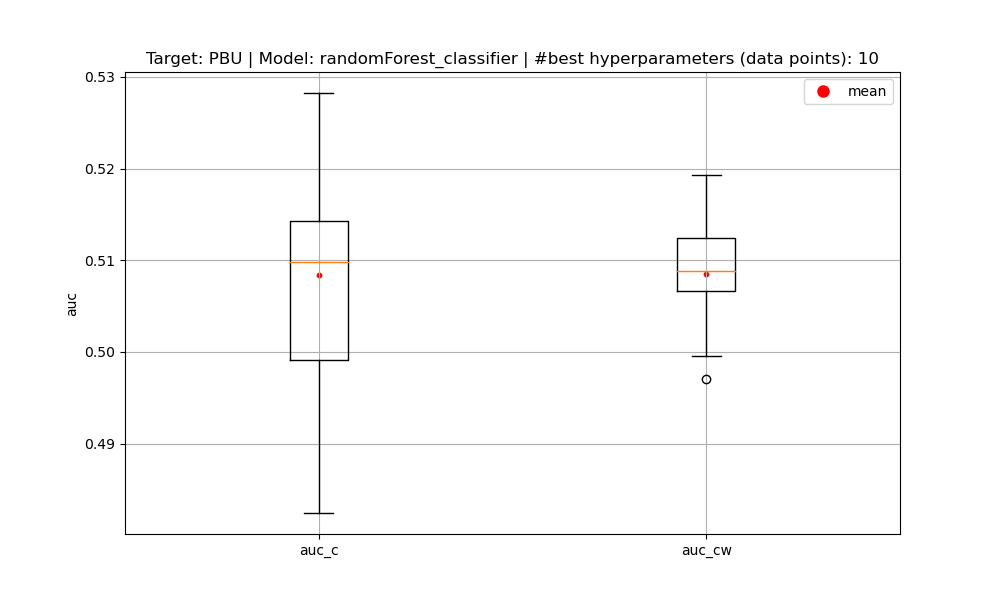 Target: PBU | Model: randomForest_classifier | #best hyperparameters (data points): 10
mean
0.53
0.52
0.51
0.50
0.49
auc
auc_c
auc_cw